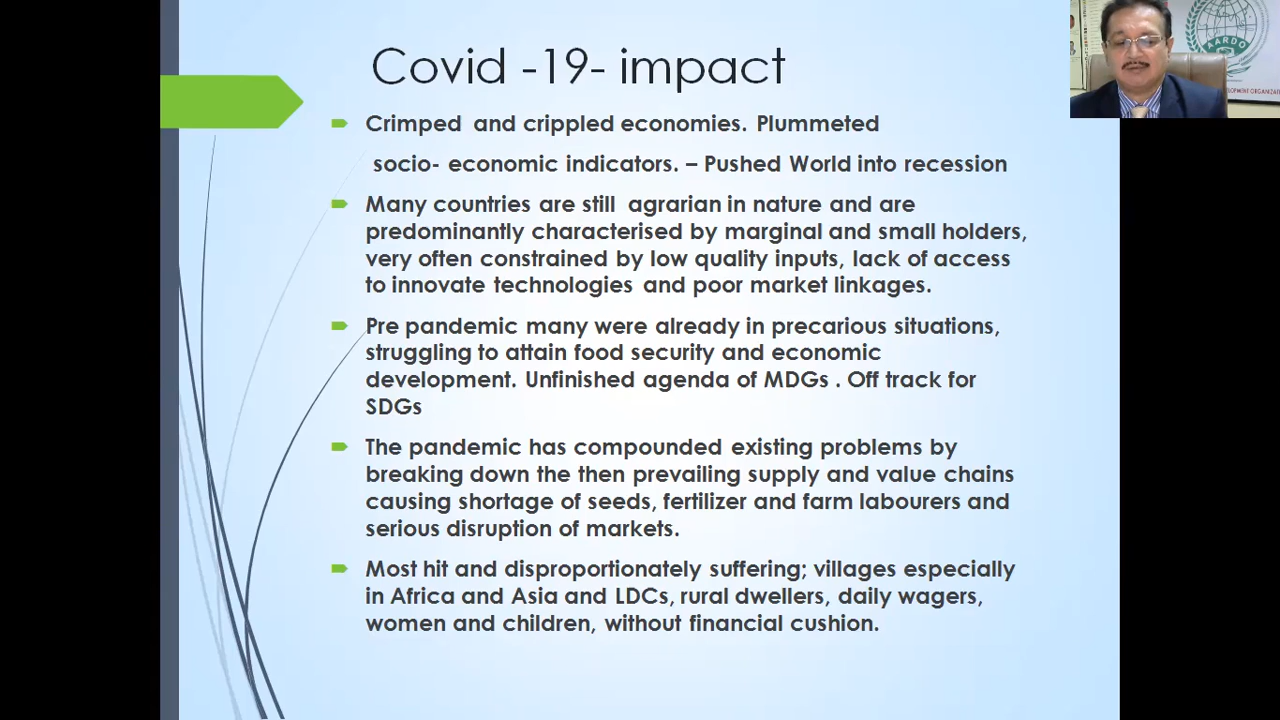 Covid -19- impact
Crimped and crippled economies. Plummeted
socio- economic indicators. – Pushed World into recession
Many countries are still agrarian in nature and are
predominantly characterised by marginal and small holders,
very often constrained by low quality inputs, lack of access
to innovate technologies and poor market linkages.
Pre pandemic many were already in precarious situations,
struggling to attain food security and economic
development. Unfinished agenda of MDGs . Off track for
SDGs
The pandemic has compounded existing problems by
breaking down the then prevailing supply and value chains
causing shortage of seeds, fertilizer and farm labourers and
serious disruption of markets.
Most hit and disproportionately suffering; villages especially
in Africa and Asia and LDCs, rural dwellers, daily wagers,
women and children, without financial cushion.
AARDO